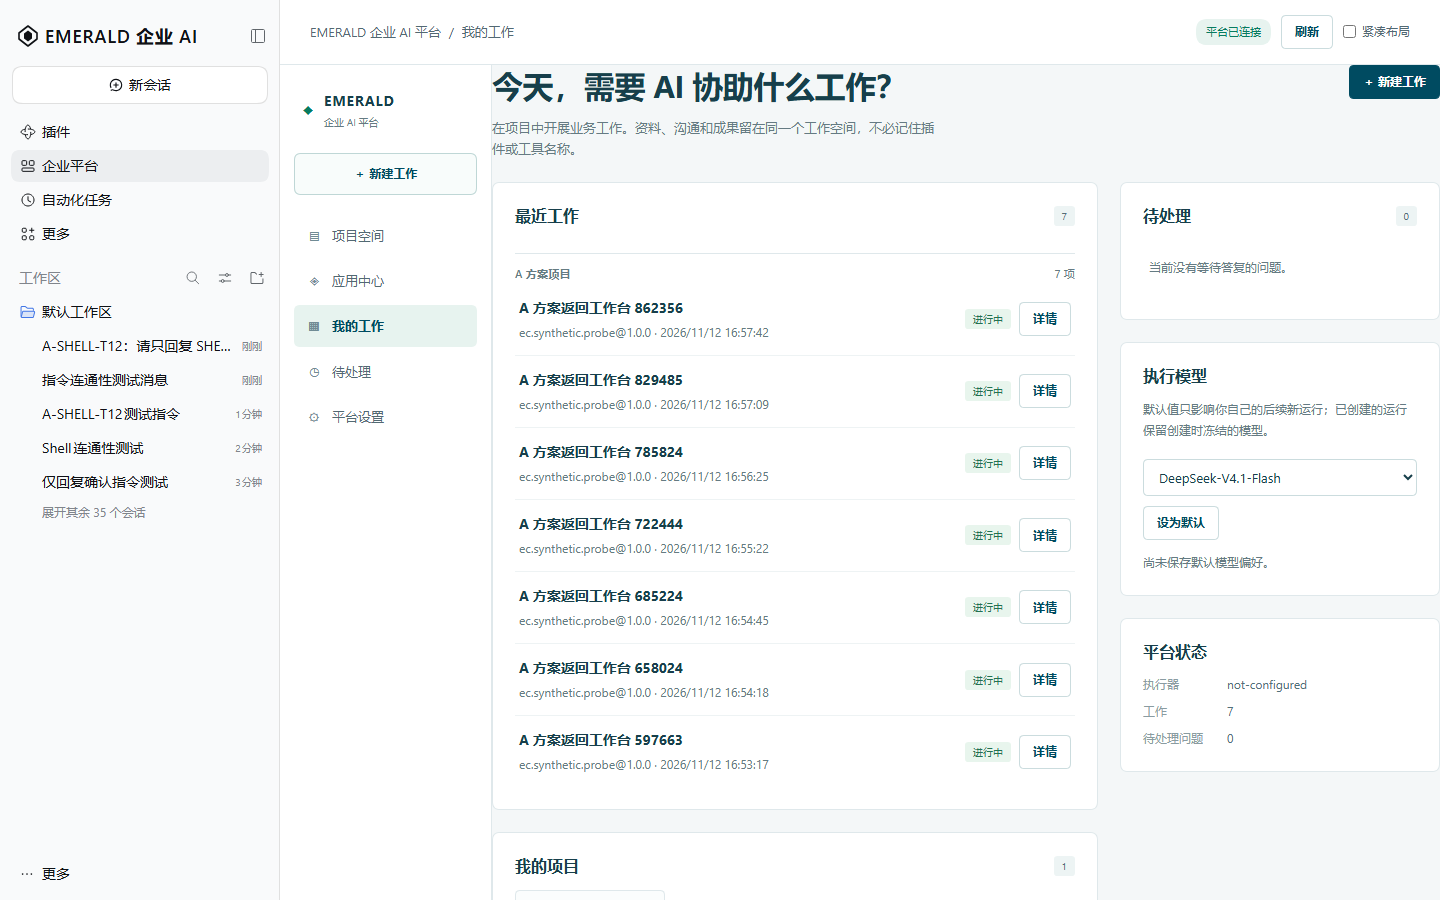 EMERALD 企业 AI
新会话
插件
企业平台
自动化任务
更多
工作区
默认工作区
A-SHELL-T12：请只回复 SHE... 刚刚
指令连通性测试消息 刚刚
A-SHELL-T12测试指令 1分钟
Shell连通性测试 2分钟
仅回复确认指令测试 3分钟
展开其余 35 个会话
更多
EMERALD 企业 AI 平台 / 我的工作
平台已连接
刷新
紧凑布局
EMERALD
企业 AI 平台
+ 新建工作
项目空间
应用中心
我的工作
待处理
平台设置
今天，需要 AI 协助什么工作？
+ 新建工作
在项目中开展业务工作。资料、沟通和成果留在同一个工作空间，不必记住插
件或工具名称。
最近工作 7
A 方案项目 7 项
A 方案返回工作台 862356
ec.synthetic.probe@1.0.0 · 2026/11/12 16:57:42
进行中 详情
A 方案返回工作台 829485
ec.synthetic.probe@1.0.0 · 2026/11/12 16:57:09
进行中 详情
A 方案返回工作台 785824
ec.synthetic.probe@1.0.0 · 2026/11/12 16:56:25
进行中 详情
A 方案返回工作台 722444
ec.synthetic.probe@1.0.0 · 2026/11/12 16:55:22
进行中 详情
A 方案返回工作台 685224
ec.synthetic.probe@1.0.0 · 2026/11/12 16:54:45
进行中 详情
A 方案返回工作台 658024
ec.synthetic.probe@1.0.0 · 2026/11/12 16:54:18
进行中 详情
A 方案返回工作台 597663
ec.synthetic.probe@1.0.0 · 2026/11/12 16:53:17
进行中 详情
我的项目 1
待处理 0
当前没有等待答复的问题。
执行模型
默认值只影响你自己的后续新运行；已创建的运行
保留创建时冻结的模型。
DeepSeek-V4.1-Flash
设为默认
尚未保存默认模型偏好。
平台状态
执行器 not-configured
工作 7
待处理问题 0